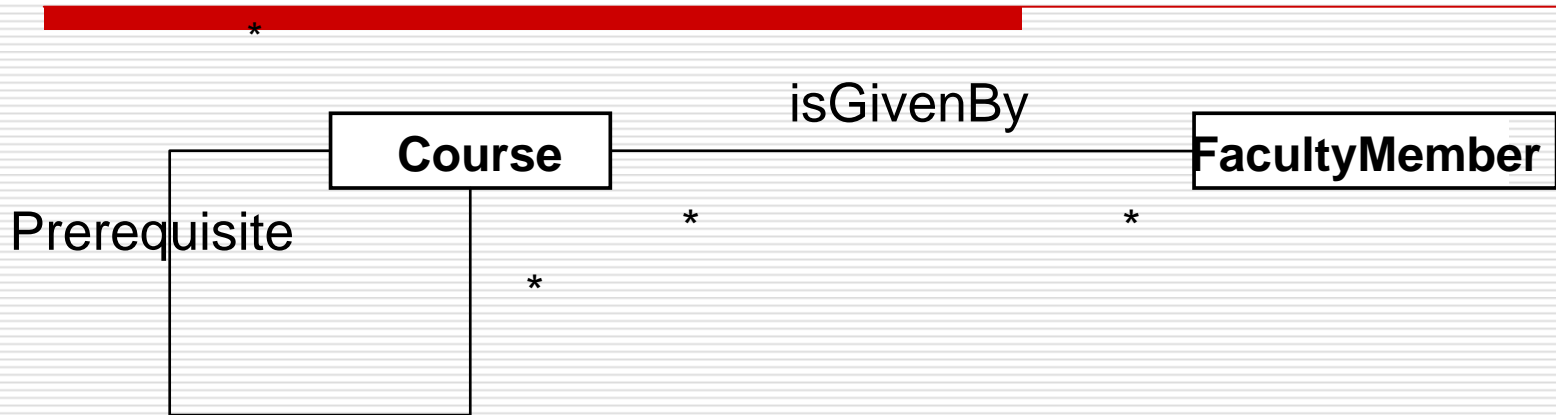 *
isGivenBy
Course
FacultyMember
Prerequisite
* *
*